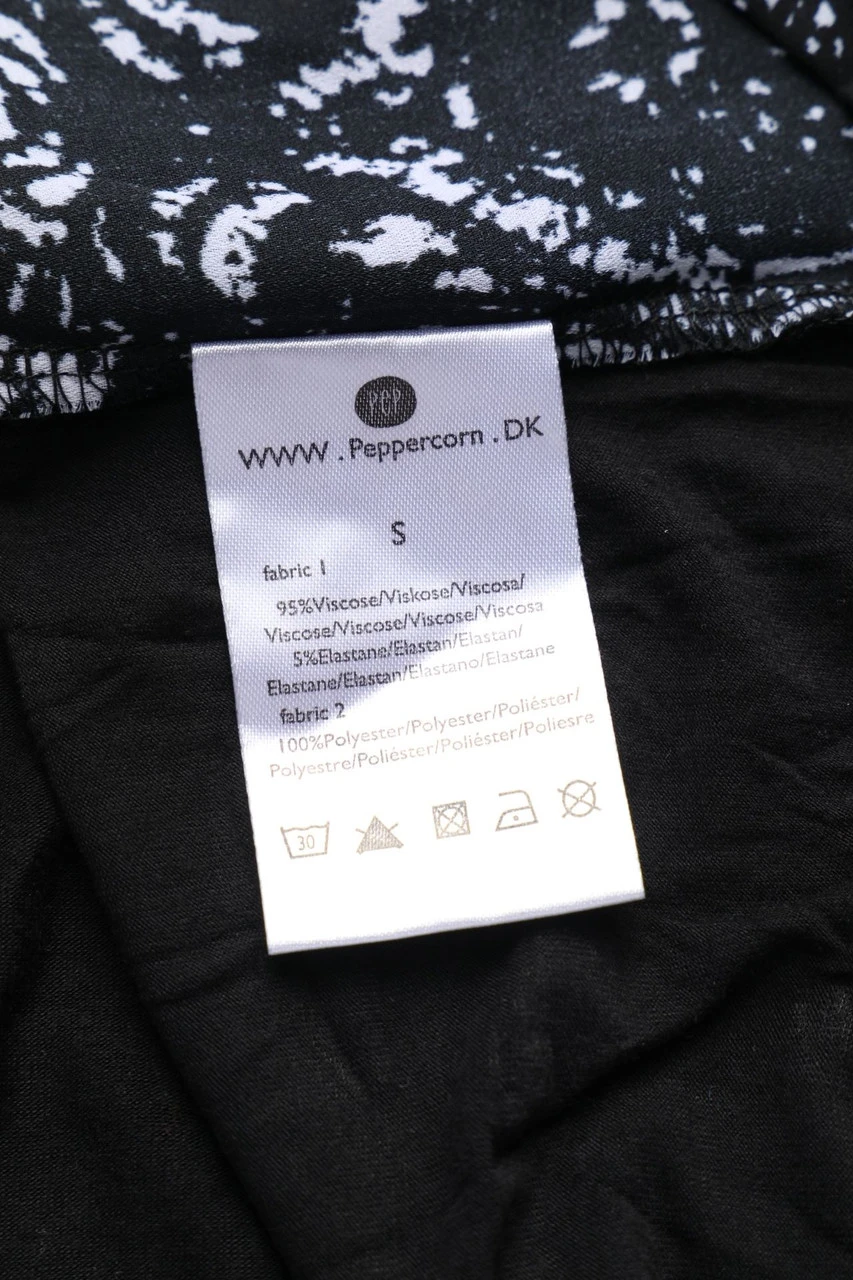 PEP
WWW .Peppercorn .DK
S
fabric 1
95%Viscose/Viskose/Viscosa/
Viscose/Viscose/Viscose/Viscosa
5%Elastane/Elastan/Elastan/
Elastane/Elastan/Elastano/Elastane
fabric 2
100%Polyester/Polyester/Poliéster/
Polyestre/Poliéster/Poliéster/Poliesre
30